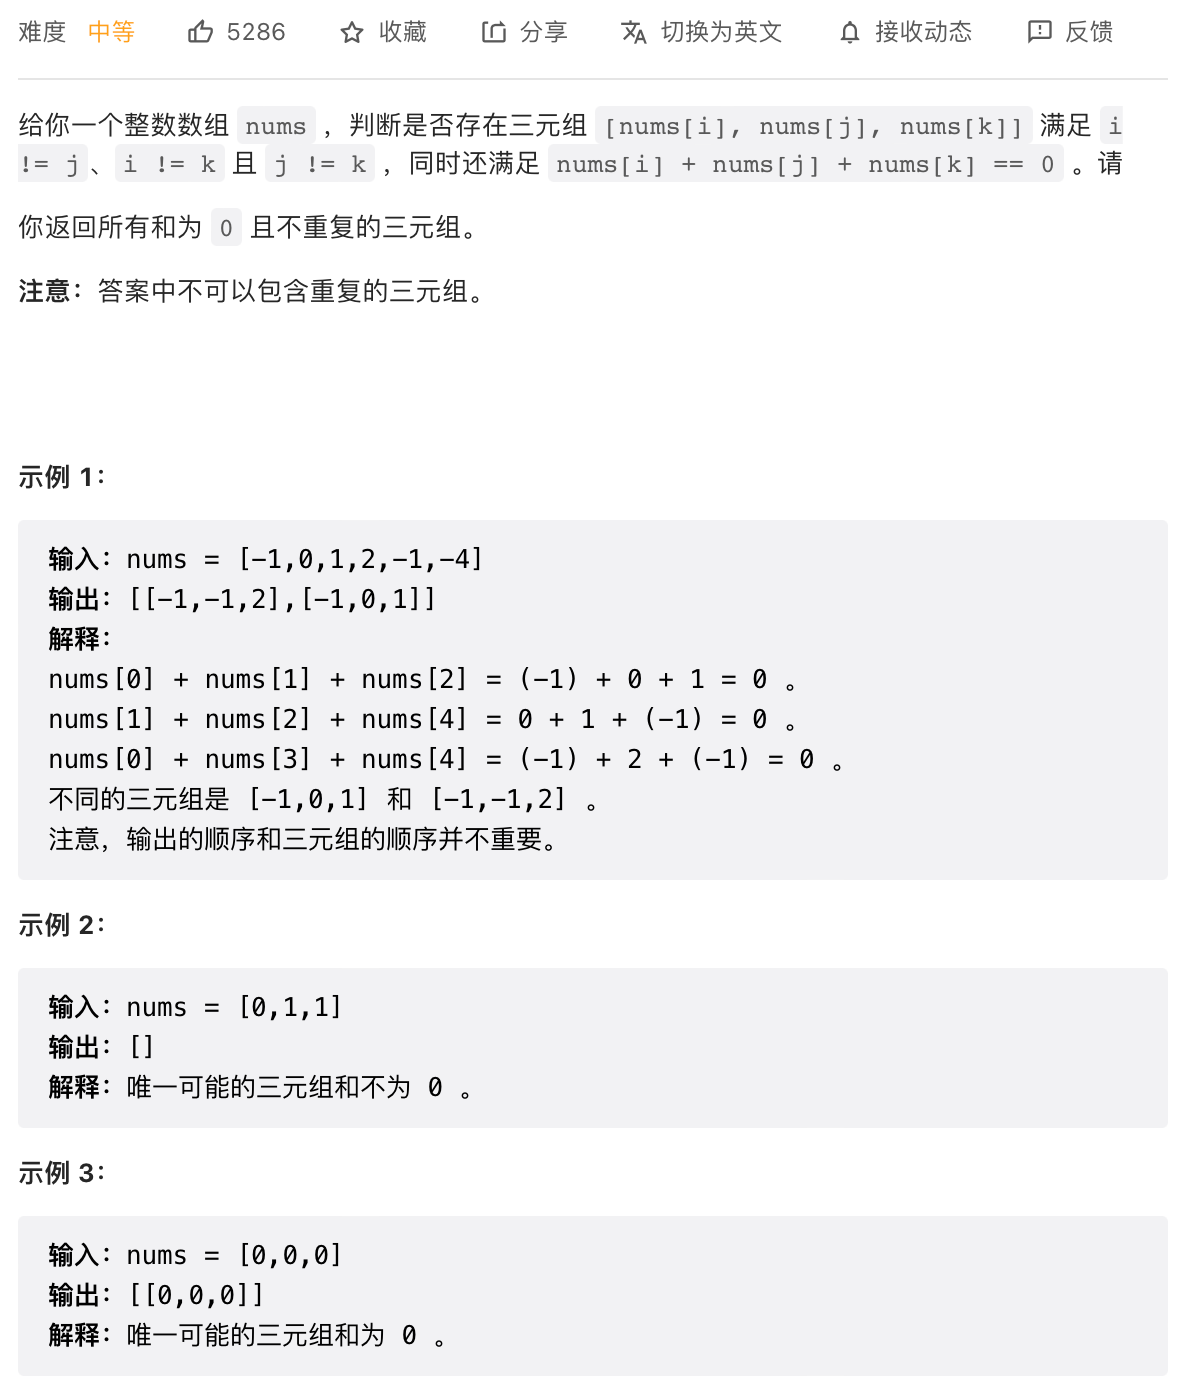 难度 中等 5286 收藏 分享 切换为英文 接收动态 反馈
给你一个整数数组 nums ，判断是否存在三元组 [nums[i], nums[j], nums[k]] 满足 i
!= j、i != k 且 j != k ，同时还满足 nums[i] + nums[j] + nums[k] == 0 。请
你返回所有和为 0 且不重复的三元组。
注意：答案中不可以包含重复的三元组。
示例 1：
输入：nums = [-1,0,1,2,-1,-4]
输出：[[-1,-1,2],[-1,0,1]]
解释：
nums[0] + nums[1] + nums[2] = (-1) + 0 + 1 = 0 。
nums[1] + nums[2] + nums[4] = 0 + 1 + (-1) = 0 。
nums[0] + nums[3] + nums[4] = (-1) + 2 + (-1) = 0 。
不同的三元组是 [-1,0,1] 和 [-1,-1,2] 。
注意，输出的顺序和三元组的顺序并不重要。
示例 2：
输入：nums = [0,1,1]
输出：[]
解释：唯一可能的三元组和不为 0 。
示例 3：
输入：nums = [0,0,0]
输出：[[0,0,0]]
解释：唯一可能的三元组和为 0 。